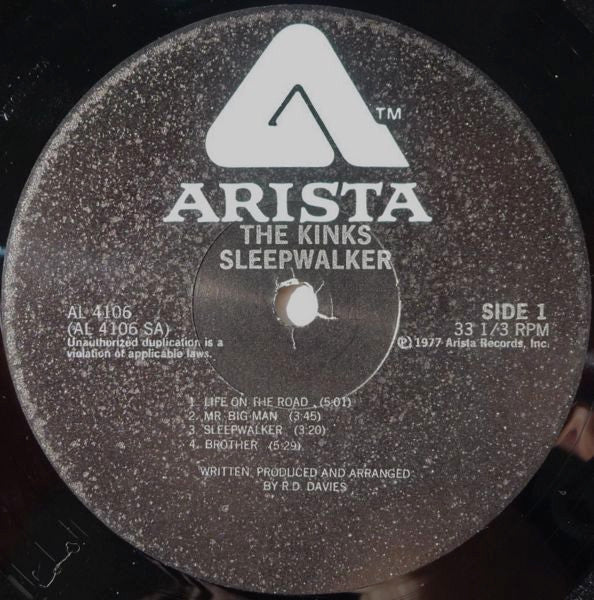 TM
ARISTA
THE KINKS
SLEEPWALKER
AL 4106
(AL 4106 SA)
Unauthorized duplication is a
violation of applicable laws.
SIDE 1
33 1/3 RPM
Ⓟ1977 Arista Records, Inc.
1. LIFE ON THE ROAD (5:01)
2. MR. BIG MAN (3:45)
3. SLEEPWALKER (3:20)
4. BROTHER (5:29)
WRITTEN, PRODUCED AND ARRANGED
BY R.D. DAVIES